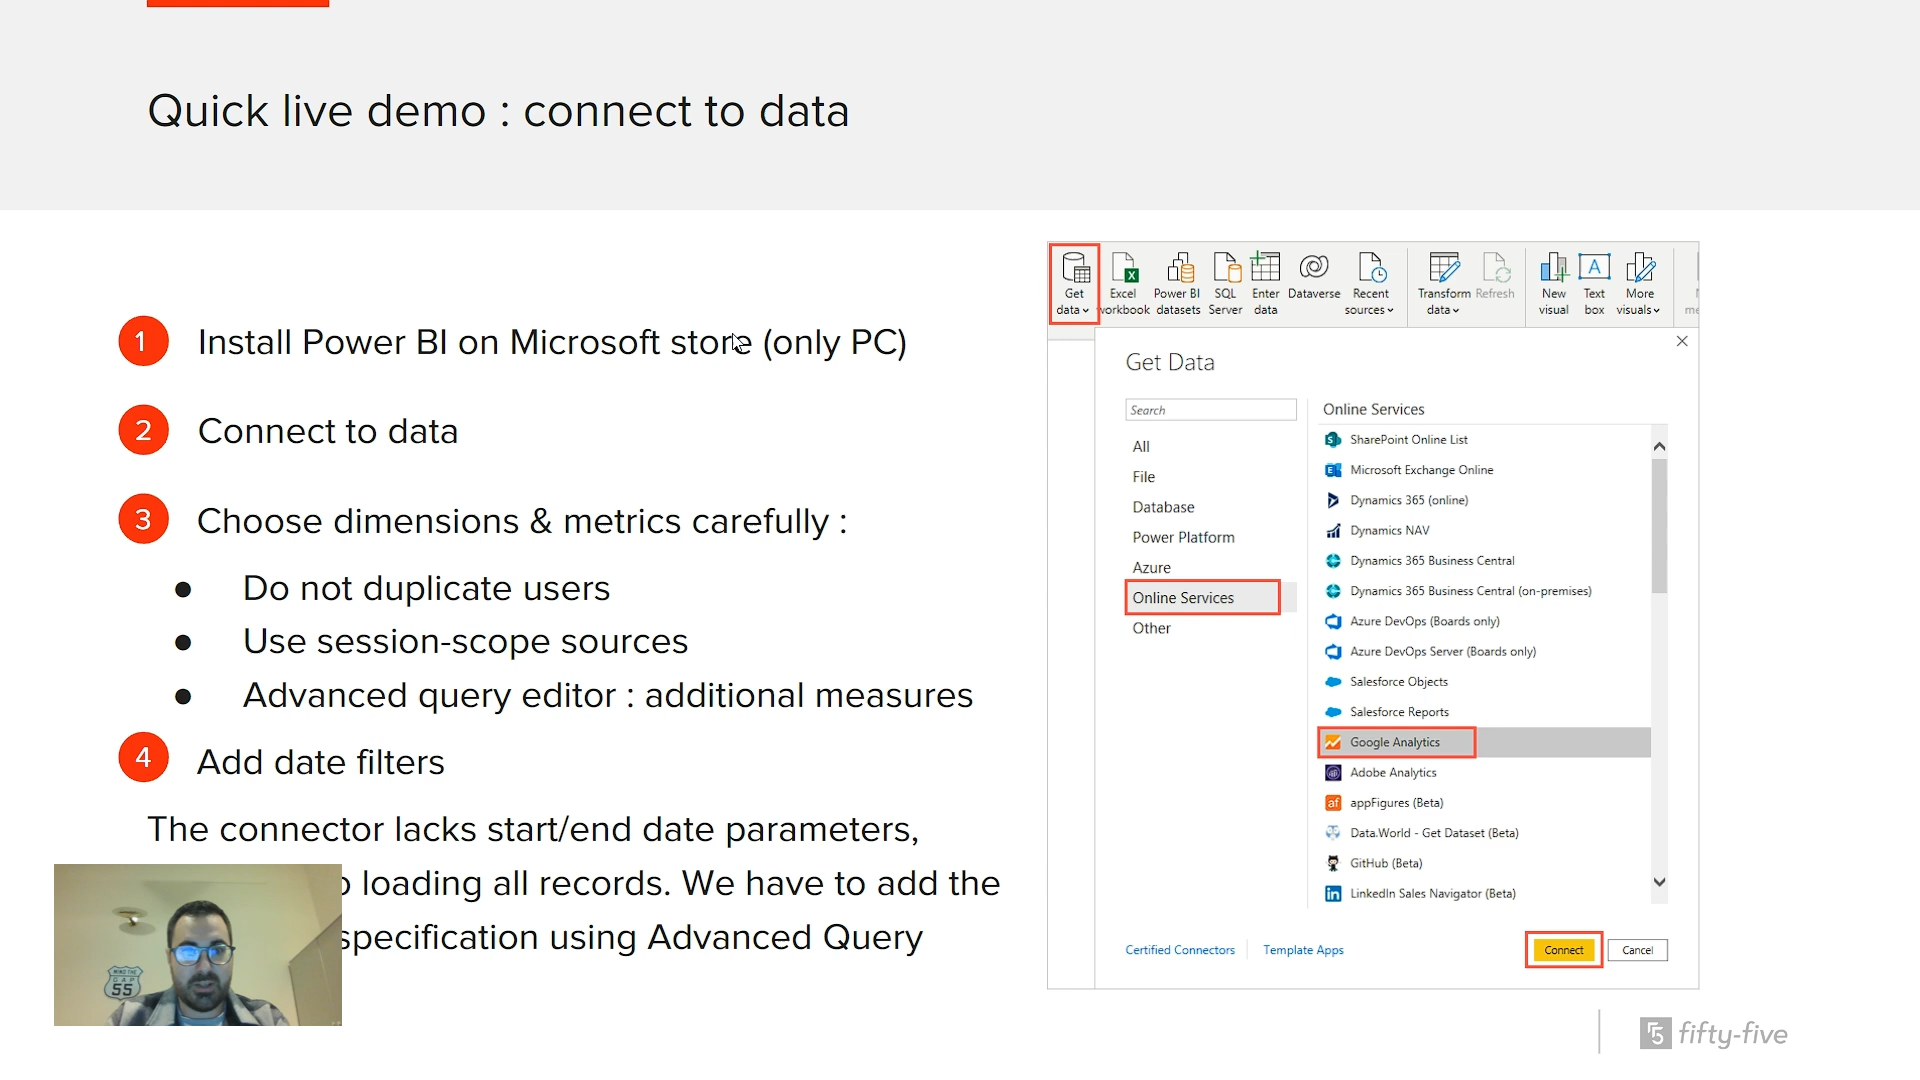 Quick live demo : connect to data
1 Install Power BI on Microsoft store (only PC)
2 Connect to data
3 Choose dimensions & metrics carefully :
● Do not duplicate users
● Use session-scope sources
● Advanced query editor : additional measures
4 Add date filters
The connector lacks start/end date parameters,
loading all records. We have to add the
specification using Advanced Query
MIND THE
GAP
55
Get data
Excel workbook
Power BI datasets
SQL Server
Enter data
Dataverse
Recent sources
Transform data
Refresh
New visual
Text box
More visuals
Get Data
Search
All
File
Database
Power Platform
Azure
Online Services
Other
Online Services
SharePoint Online List
Microsoft Exchange Online
Dynamics 365 (online)
Dynamics NAV
Dynamics 365 Business Central
Dynamics 365 Business Central (on-premises)
Azure DevOps (Boards only)
Azure DevOps Server (Boards only)
Salesforce Objects
Salesforce Reports
Google Analytics
Adobe Analytics
appFigures (Beta)
Data.World - Get Dataset (Beta)
GitHub (Beta)
LinkedIn Sales Navigator (Beta)
Certified Connectors
Template Apps
Connect
Cancel
fifty-five